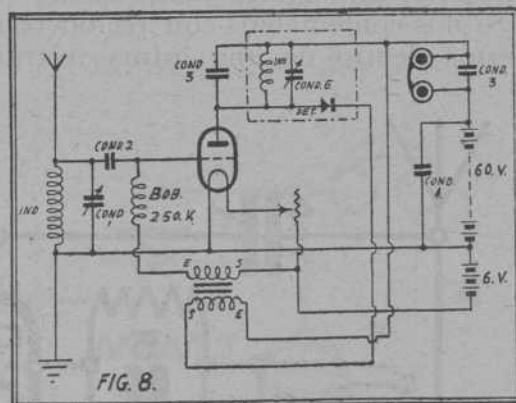 COND 3
IND
COND. 5
DET.
COND. 3
COND. 2
IND
COND 1
BOB.
250.K
COND. 4
60.V.
6.V.
E S
S E
FIG. 8.